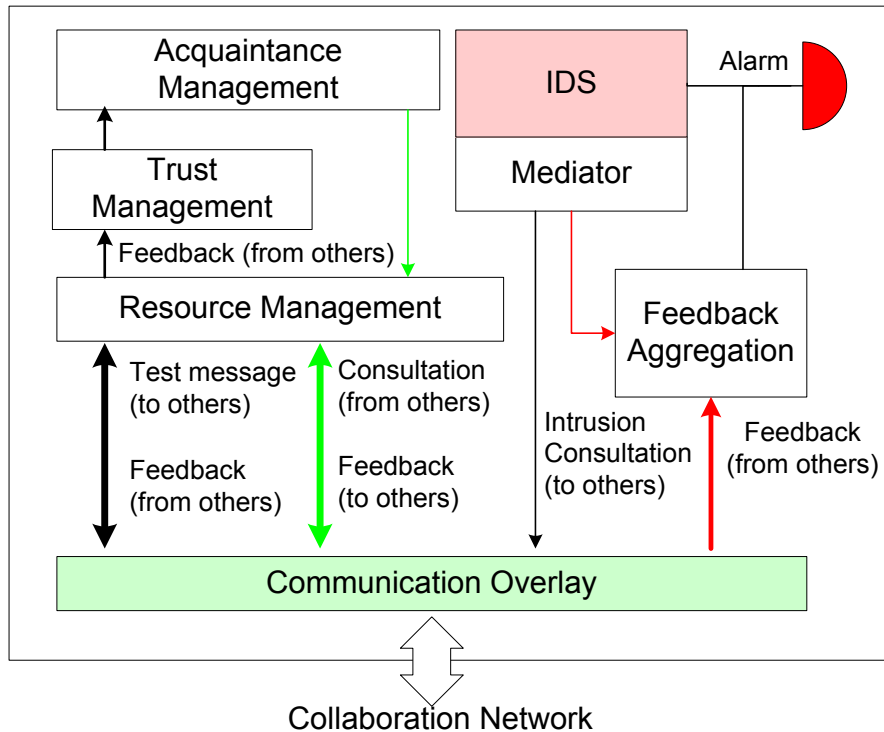 Acquaintance
Management
IDS
Alarm
Trust
Management
Mediator
Feedback (from others)
Resource Management
Feedback
Aggregation
Test message
(to others)
Consultation
(from others)
Intrusion
Consultation
(to others)
Feedback
(from others)
Feedback
(from others)
Feedback
(to others)
Communication Overlay
Collaboration Network